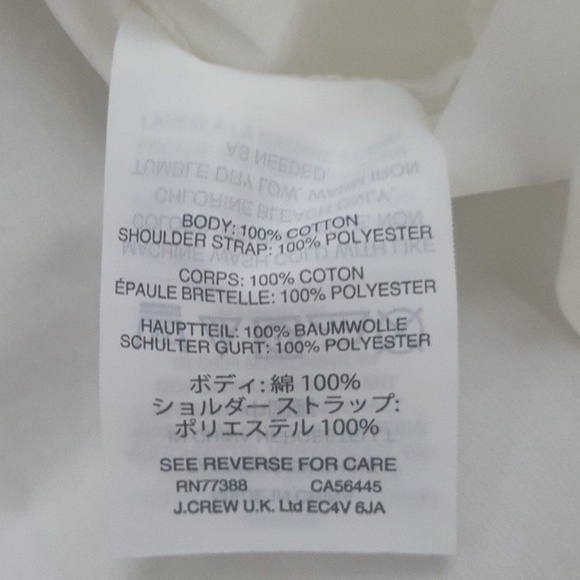 BODY: 100% COTTON
SHOULDER STRAP: 100% POLYESTER
CORPS: 100% COTON
ÉPAULE BRETELLE: 100% POLYESTER
HAUPTTEIL: 100% BAUMWOLLE
SCHULTER GURT: 100% POLYESTER
ボディ: 綿 100%
ショルダー ストラップ:
ポリエステル 100%
SEE REVERSE FOR CARE
RN77388 CA56445
J.CREW U.K. Ltd EC4V 6JA